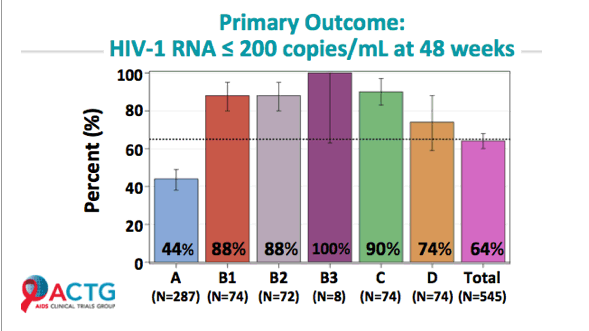 Primary Outcome:
HIV-1 RNA ≤ 200 copies/mL at 48 weeks
Percent (%)
100
80
60
40
20
0
44% 88% 88% 100% 90% 74% 64%
A B1 B2 B3 C D Total
(N=287) (N=74) (N=72) (N=8) (N=74) (N=74) (N=545)
ACTG
AIDS CLINICAL TRIALS GROUP